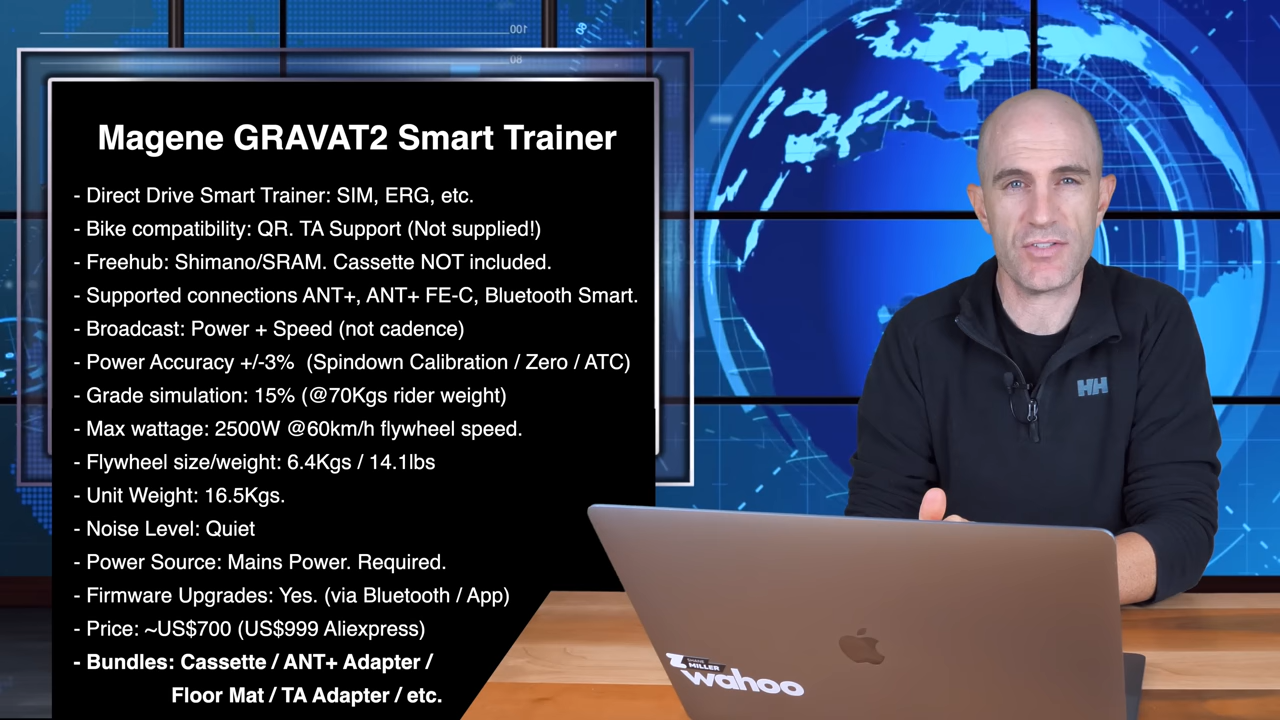 Magene GRAVAT2 Smart Trainer
- Direct Drive Smart Trainer: SIM, ERG, etc.
- Bike compatibility: QR. TA Support (Not supplied!)
- Freehub: Shimano/SRAM. Cassette NOT included.
- Supported connections ANT+, ANT+ FE-C, Bluetooth Smart.
- Broadcast: Power + Speed (not cadence)
- Power Accuracy +/-3%  (Spindown Calibration / Zero / ATC)
- Grade simulation: 15% (@70Kgs rider weight)
- Max wattage: 2500W @60km/h flywheel speed.
- Flywheel size/weight: 6.4Kgs / 14.1lbs
- Unit Weight: 16.5Kgs.
- Noise Level: Quiet
- Power Source: Mains Power. Required.
- Firmware Upgrades: Yes. (via Bluetooth / App)
- Price: ~US$700 (US$999 Aliexpress)
- Bundles: Cassette / ANT+ Adapter /
Floor Mat / TA Adapter / etc.
100
80
HH
SHANE
MILLER
wahoo